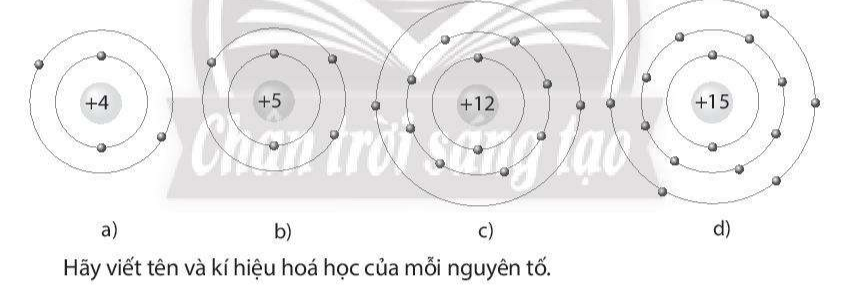 +4 +5 +12 +15
Chân trời sáng tạo
a) b) c) d)
Hãy viết tên và kí hiệu hoá học của mỗi nguyên tố.